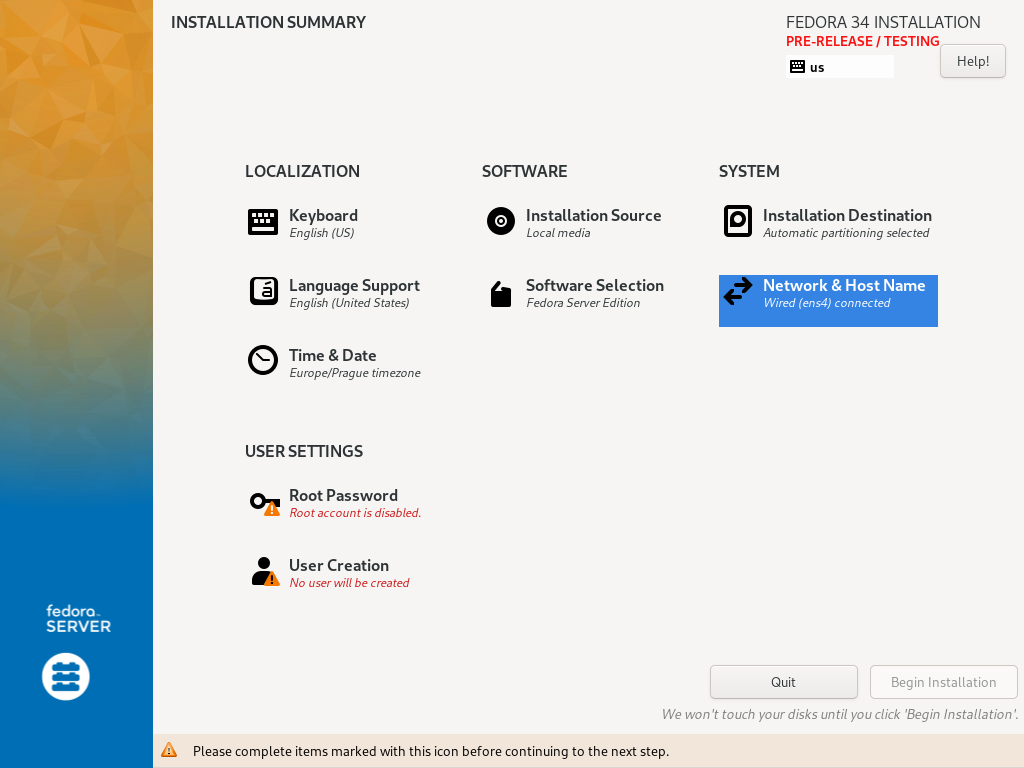 INSTALLATION SUMMARY
FEDORA 34 INSTALLATION
PRE-RELEASE / TESTING
us
Help!
LOCALIZATION
Keyboard
English (US)
Language Support
English (United States)
Time & Date
Europe/Prague timezone
SOFTWARE
Installation Source
Local media
Software Selection
Fedora Server Edition
SYSTEM
Installation Destination
Automatic partitioning selected
Network & Host Name
Wired (ens4) connected
USER SETTINGS
Root Password
Root account is disabled.
User Creation
No user will be created
fedora
SERVER
Quit
Begin Installation
We won't touch your disks until you click 'Begin Installation'.
Please complete items marked with this icon before continuing to the next step.